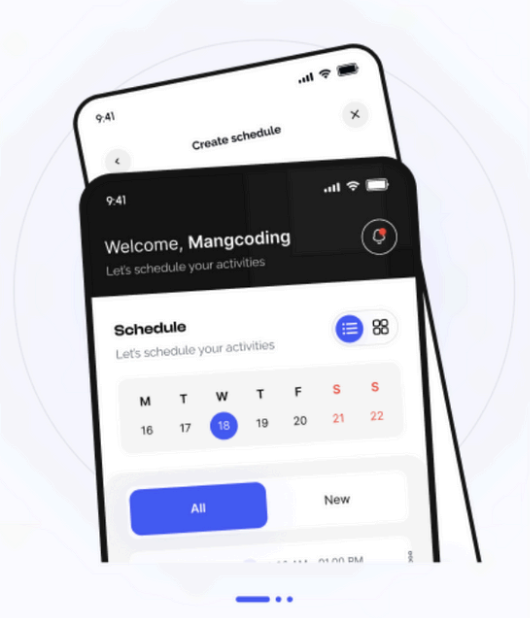 9:41
Create schedule
9:41
Welcome, Mangcoding
Let's schedule your activities
Schedule
Let's schedule your activities
M T W T F S S
16 17 18 19 20 21 22
All New
AM 01:00 PM